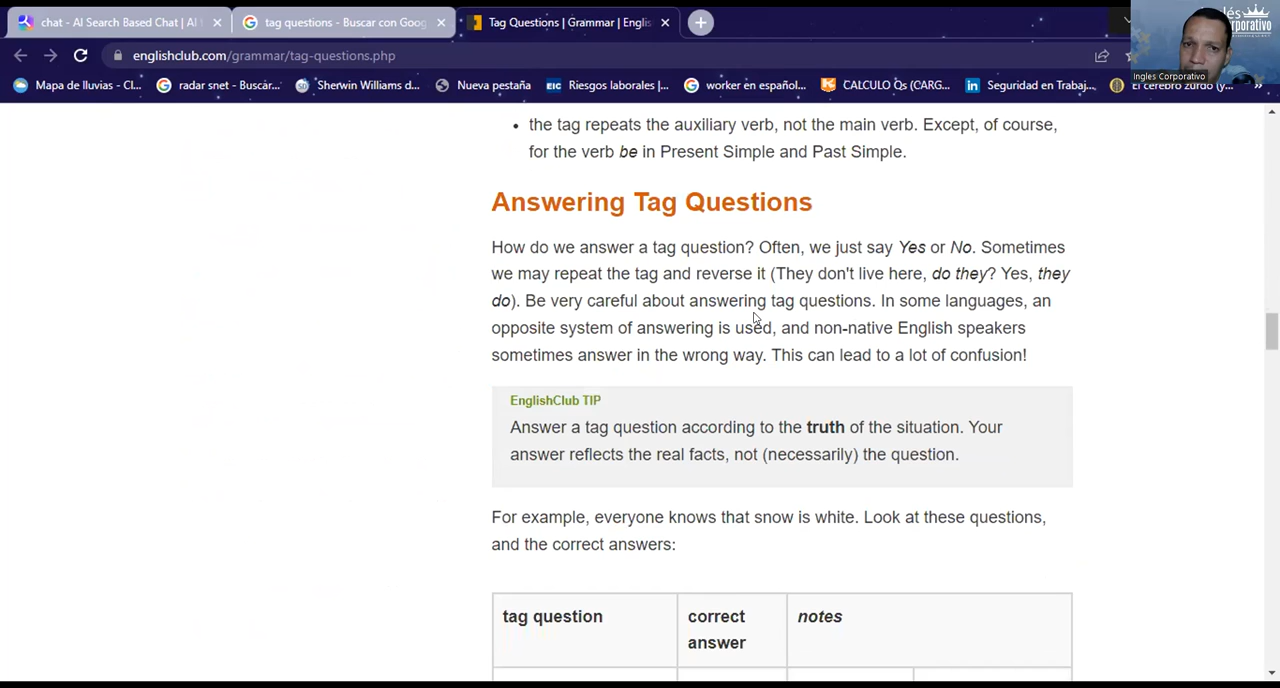 chat - AI Search Based Chat | AI
tag questions - Buscar con Goog
Tag Questions | Grammar | Englis
englishclub.com/grammar/tag-questions.php
Ingles Corporativo
Mapa de lluvias - Cl...
radar snet - Buscar...
Sherwin Williams d...
Nueva pestaña
EIC
Riesgos laborales |...
worker en español...
CALCULO Qs (CARG...
in
Seguridad en Trabaj...
El cerebro zurdo (y...
»
the tag repeats the auxiliary verb, not the main verb. Except, of course,
for the verb be in Present Simple and Past Simple.
Answering Tag Questions
How do we answer a tag question? Often, we just say Yes or No. Sometimes
we may repeat the tag and reverse it (They don't live here, do they? Yes, they
do). Be very careful about answering tag questions. In some languages, an
opposite system of answering is used, and non-native English speakers
sometimes answer in the wrong way. This can lead to a lot of confusion!
EnglishClub TIP
Answer a tag question according to the truth of the situation. Your
answer reflects the real facts, not (necessarily) the question.
For example, everyone knows that snow is white. Look at these questions,
and the correct answers:
tag question
correct
answer
notes